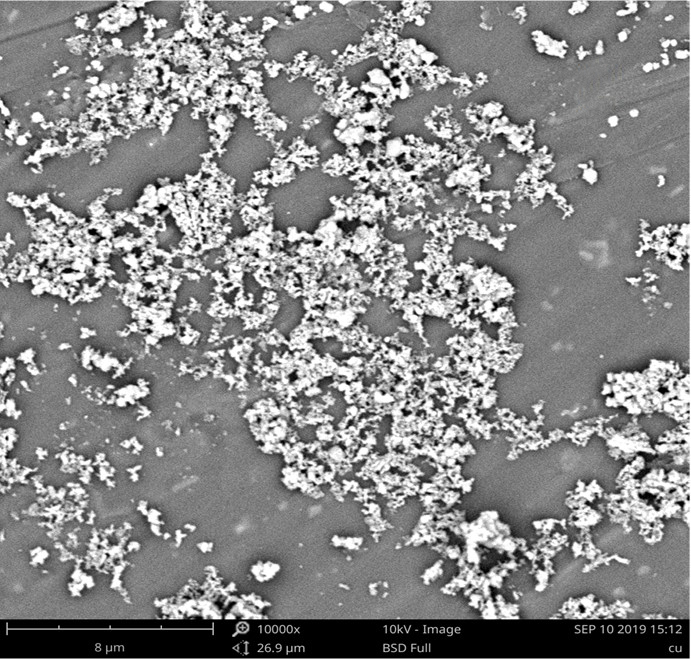 8 µm
10000x
26.9 µm
10kV - Image
BSD Full
SEP 10 2019 15:12
cu